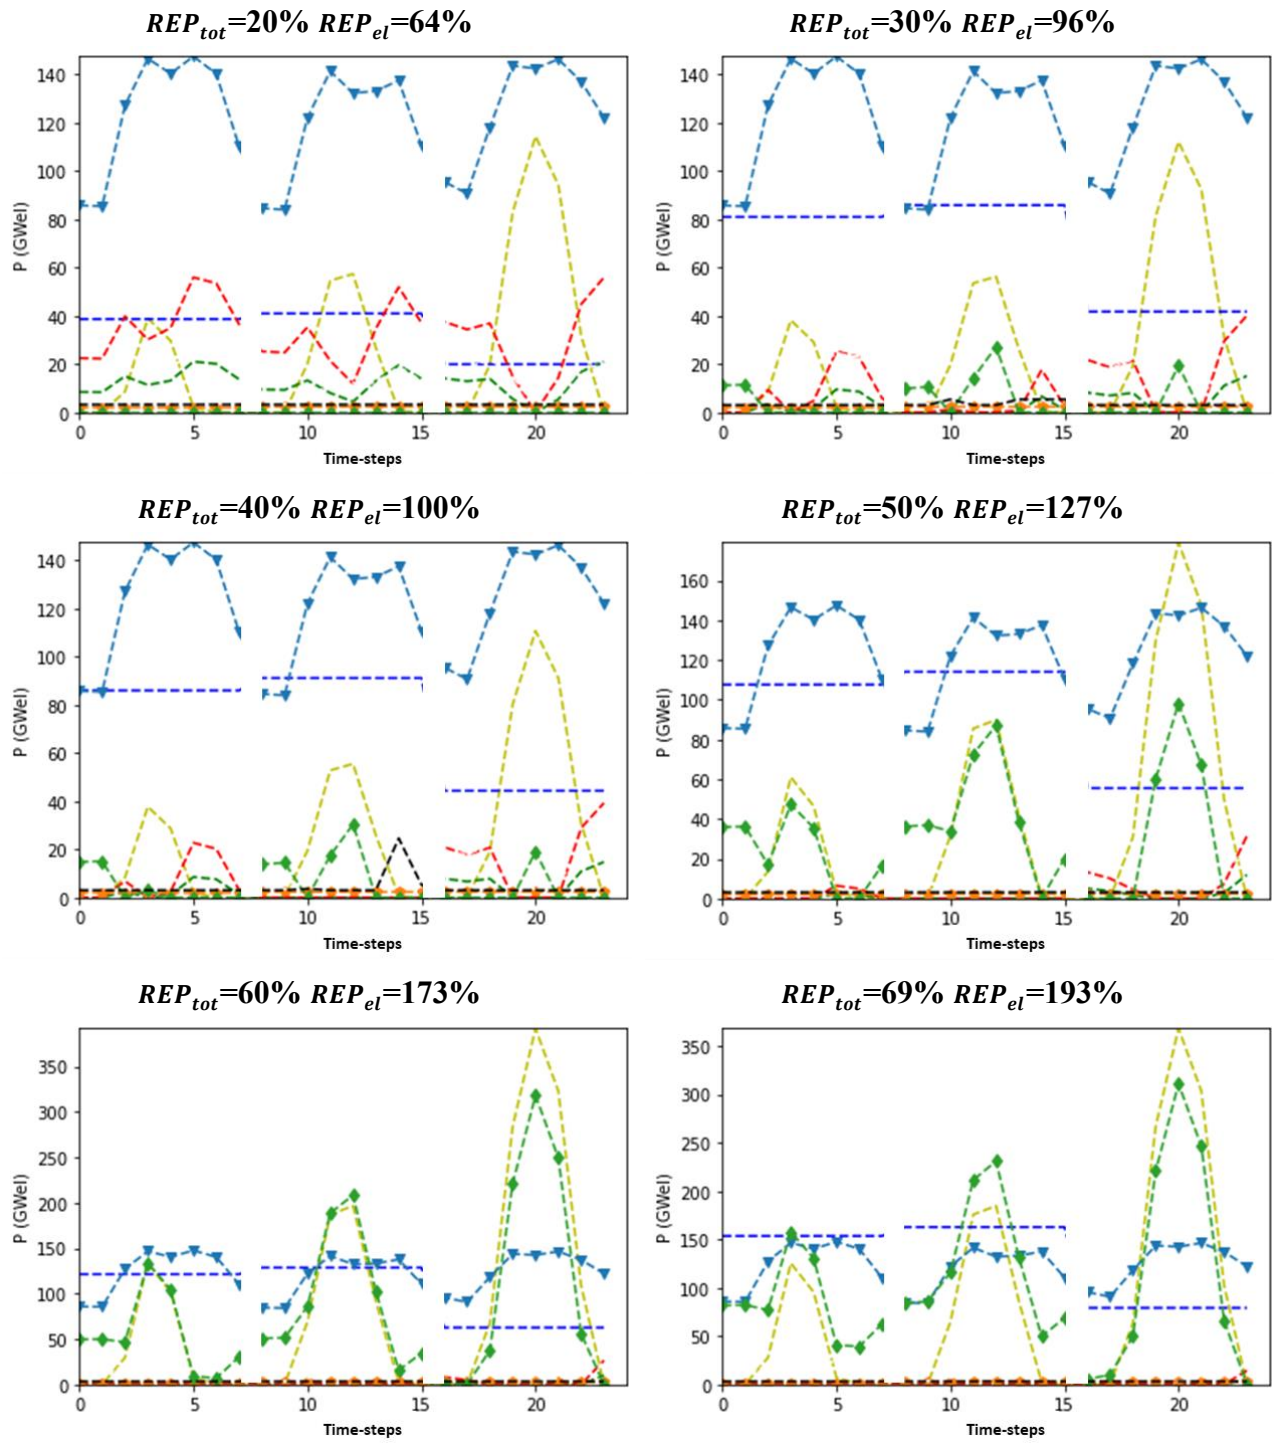 REPtot=20% REPel=64%
REPtot=30% REPel=96%
140
120
100
80
60
40
20
0
P (GWel)
0 5 10 15 20
Time-steps
140
120
100
80
60
40
20
0
P (GWel)
0 5 10 15 20
Time-steps
REPtot=40% REPel=100%
REPtot=50% REPel=127%
140
120
100
80
60
40
20
0
P (GWel)
0 5 10 15 20
Time-steps
160
140
120
100
80
60
40
20
0
P (GWel)
0 5 10 15 20
Time-steps
REPtot=60% REPel=173%
REPtot=69% REPel=193%
350
300
250
200
150
100
50
0
P (GWel)
0 5 10 15 20
Time-steps
350
300
250
200
150
100
50
0
P (GWel)
0 5 10 15 20
Time-steps